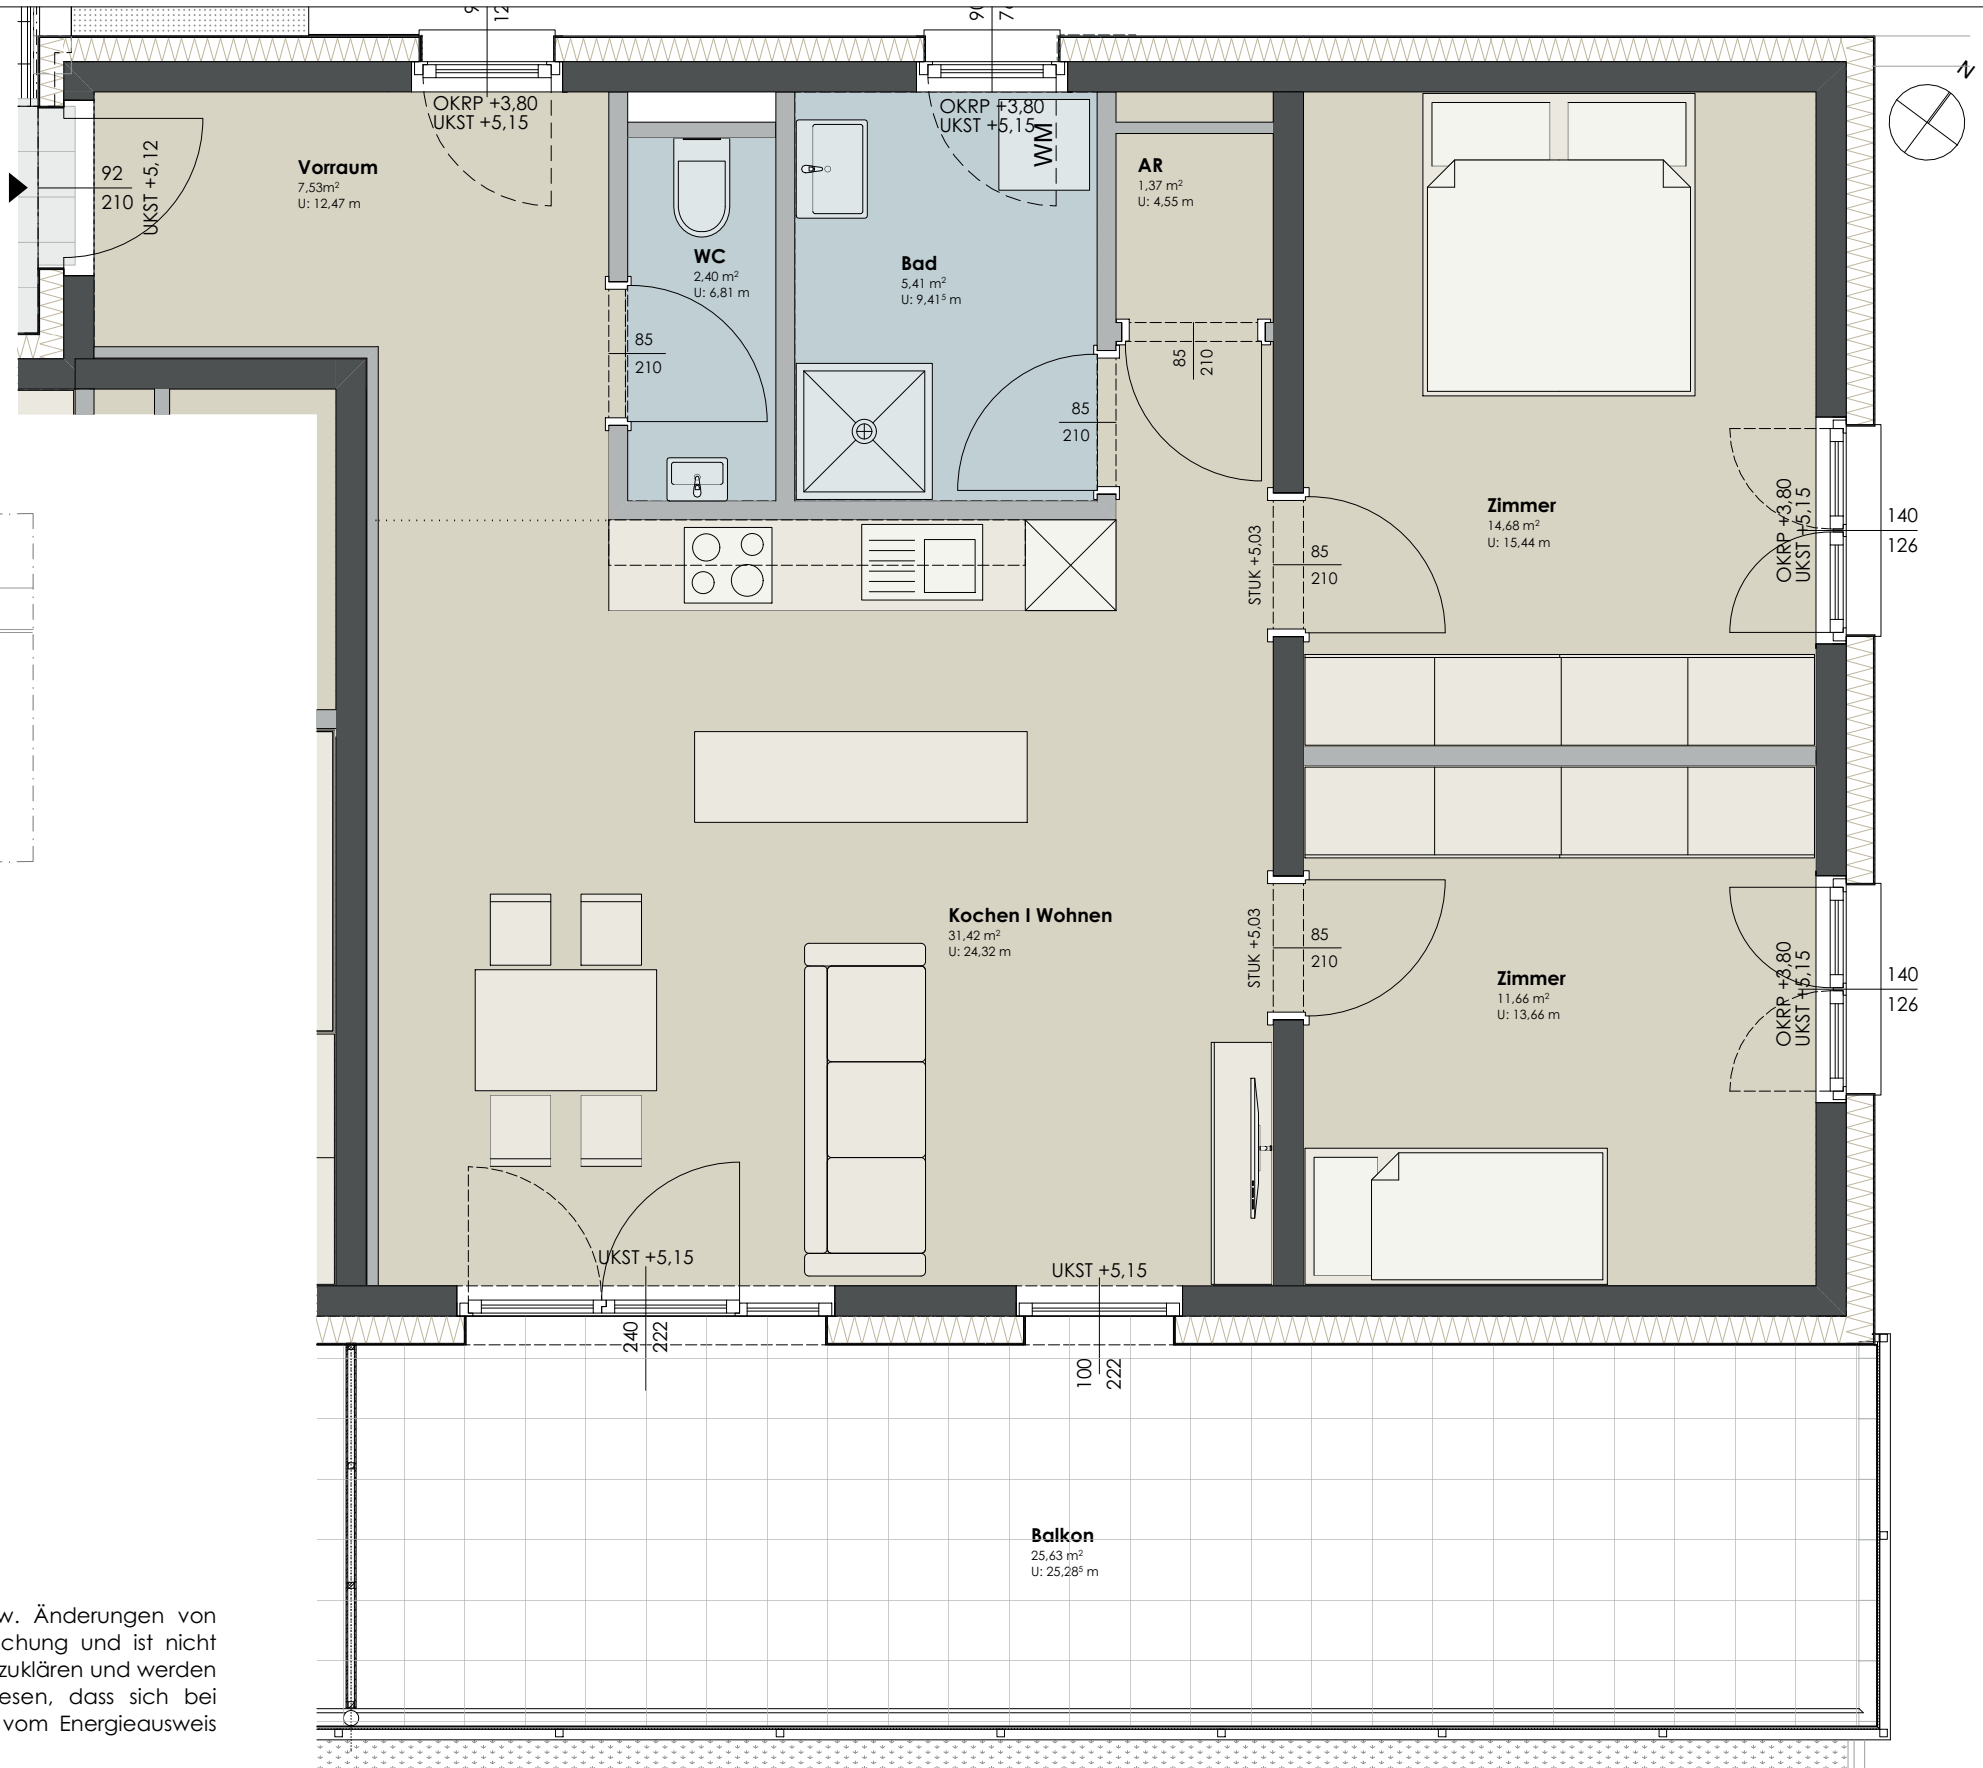 N
OKRP +3,80
UKST +5,15
OKRP +3,80
UKST +5,15
WM
92
210
UKST +5,12
Vorraum
7,53m²
U: 12,47 m
AR
1,37 m²
U: 4,55 m
WC
2,40 m²
U: 6,81 m
Bad
5,41 m²
U: 9,41⁵ m
85
210
85
210
85
210
Zimmer
14,68 m²
U: 15,44 m
STUK +5,03
85
210
OKRP +3,80
UKST +5,15
140
126
Kochen I Wohnen
31,42 m²
U: 24,32 m
STUK +5,03
85
210
Zimmer
11,66 m²
U: 13,66 m
OKRP +3,80
UKST +5,15
140
126
UKST +5,15
240
222
UKST +5,15
100
222
Balkon
25,63 m²
U: 25,28⁵ m
w. Änderungen von
chung und ist nicht
zuklären und werden
esen, dass sich bei
vom Energieausweis